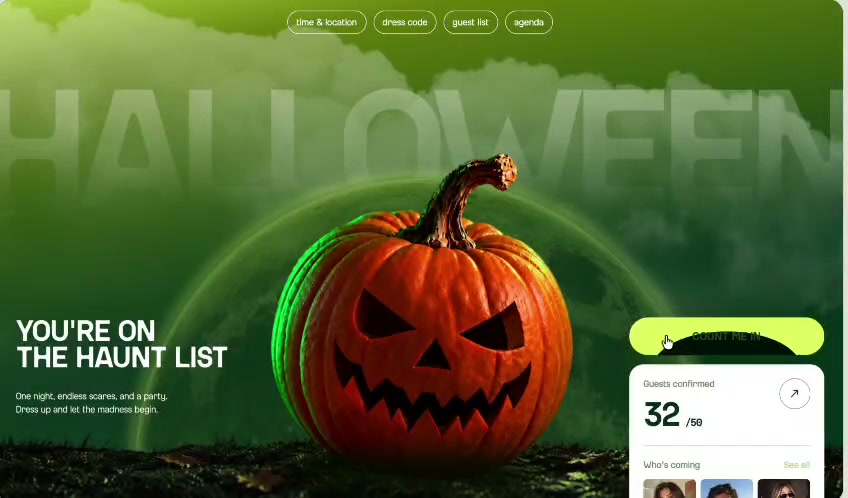 time & location
dress code
guest list
agenda
HALLOWEEN
YOU'RE ON
THE HAUNT LIST
One night, endless scares, and a party.
Dress up and let the madness begin.
COUNT ME IN
Guests confirmed
32 /50
Who's coming
See all